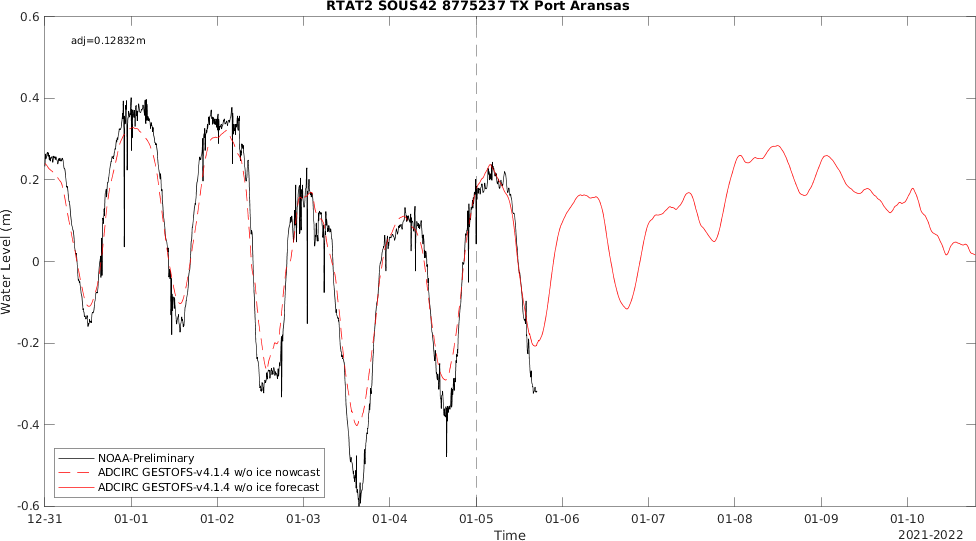 RTAT2 SOUS42 8775237 TX Port Aransas
0.6
adj=0.12832m
0.4
0.2
0
-0.2
-0.4
-0.6
Water Level (m)
NOAA-Preliminary
ADCIRC GESTOFS-v4.1.4 w/o ice nowcast
ADCIRC GESTOFS-v4.1.4 w/o ice forecast
12-31 01-01 01-02 01-03 01-04 01-05 01-06 01-07 01-08 01-09 01-10
Time
2021-2022